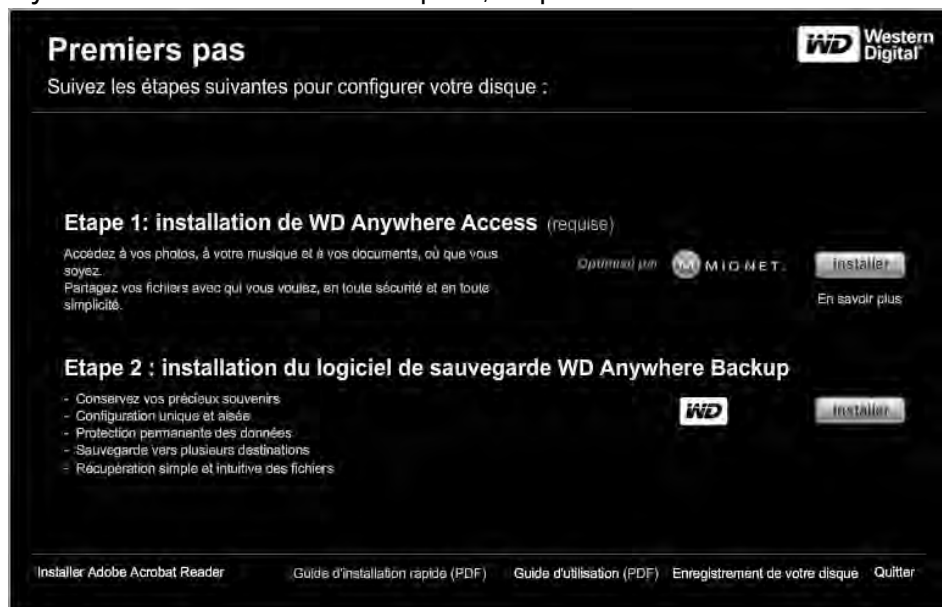 Premiers pas
WD Western Digital
Suivez les étapes suivantes pour configurer votre disque :
Etape 1: installation de WD Anywhere Access (requise)
Accédez à vos photos, à votre musique et à vos documents, où que vous
soyez.
Partagez vos fichiers avec qui vous voulez, en toute sécurité et en toute
simplicité.
Optimisé par MIONET.
installer
En savoir plus
Etape 2 : installation du logiciel de sauvegarde WD Anywhere Backup
- Conservez vos précieux souvenirs
- Configuration unique et aisée
- Protection permanente des données
- Sauvegarde vers plusieurs destinations
- Récupération simple et intuitive des fichiers
WD
installer
Installer Adobe Acrobat Reader Guide d'installation rapide (PDF) Guide d'utilisation (PDF) Enregistrement de votre disque Quitter